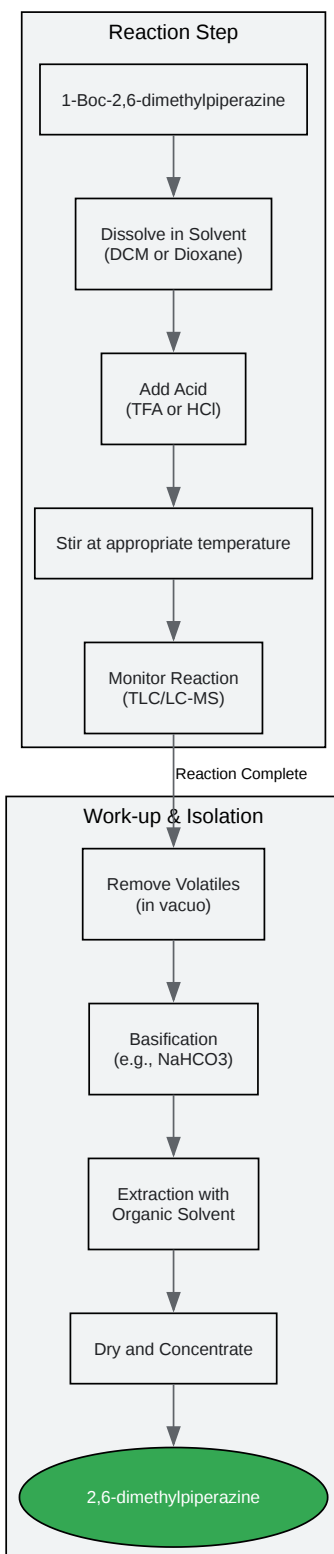 Reaction Step
1-Boc-2,6-dimethylpiperazine
Dissolve in Solvent
(DCM or Dioxane)
Add Acid
(TFA or HCl)
Stir at appropriate temperature
Monitor Reaction
(TLC/LC-MS)
Reaction Complete
Work-up & Isolation
Remove Volatiles
(in vacuo)
Basification
(e.g., NaHCO3)
Extraction with
Organic Solvent
Dry and Concentrate
2,6-dimethylpiperazine